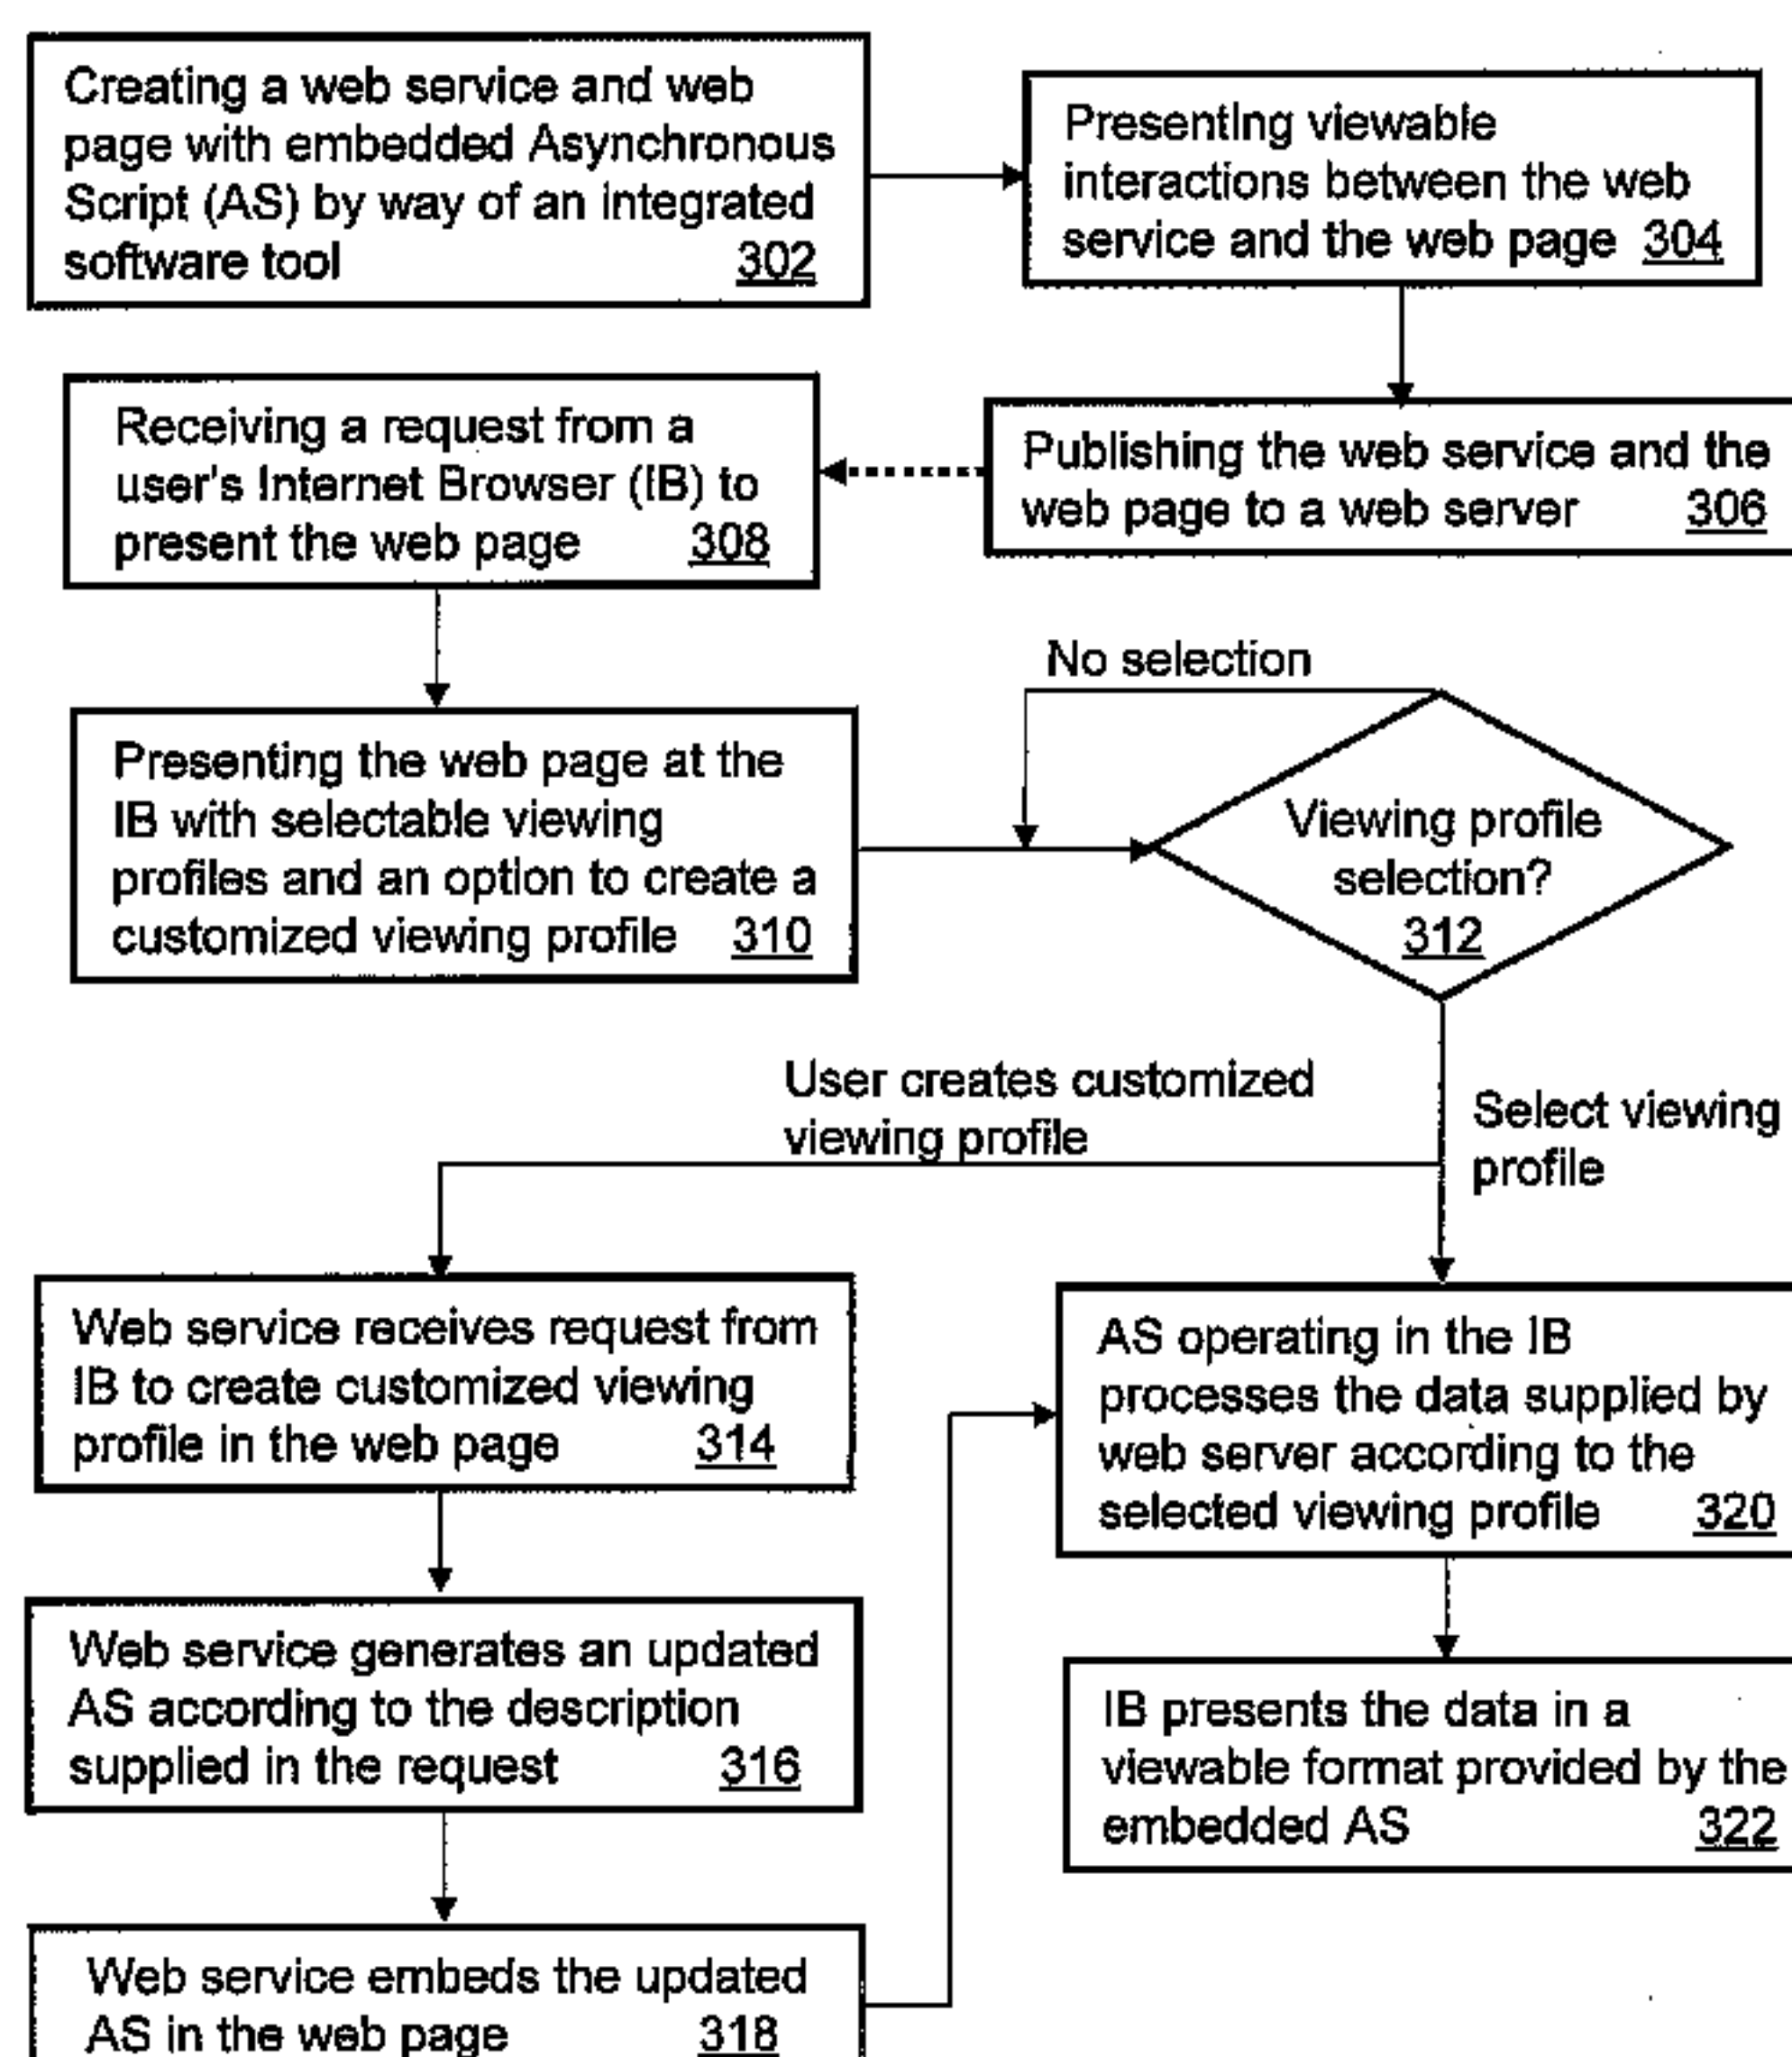 Creating a web service and web
page with embedded Asynchronous
Script (AS) by way of an integrated
software tool 302
Presenting viewable
interactions between the web
service and the web page 304
Receiving a request from a
user's Internet Browser (IB) to
present the web page 308
Publishing the web service and the
web page to a web server 306
No selection
Presenting the web page at the
IB with selectable viewing
profiles and an option to create a
customized viewing profile 310
Viewing profile
selection?
312
User creates customized
viewing profile
Select viewing
profile
Web service receives request from
IB to create customized viewing
profile in the web page 314
AS operating in the IB
processes the data supplied by
web server according to the
selected viewing profile 320
Web service generates an updated
AS according to the description
supplied in the request 316
IB presents the data in a
viewable format provided by the
embedded AS 322
Web service embeds the updated
AS in the web page 318